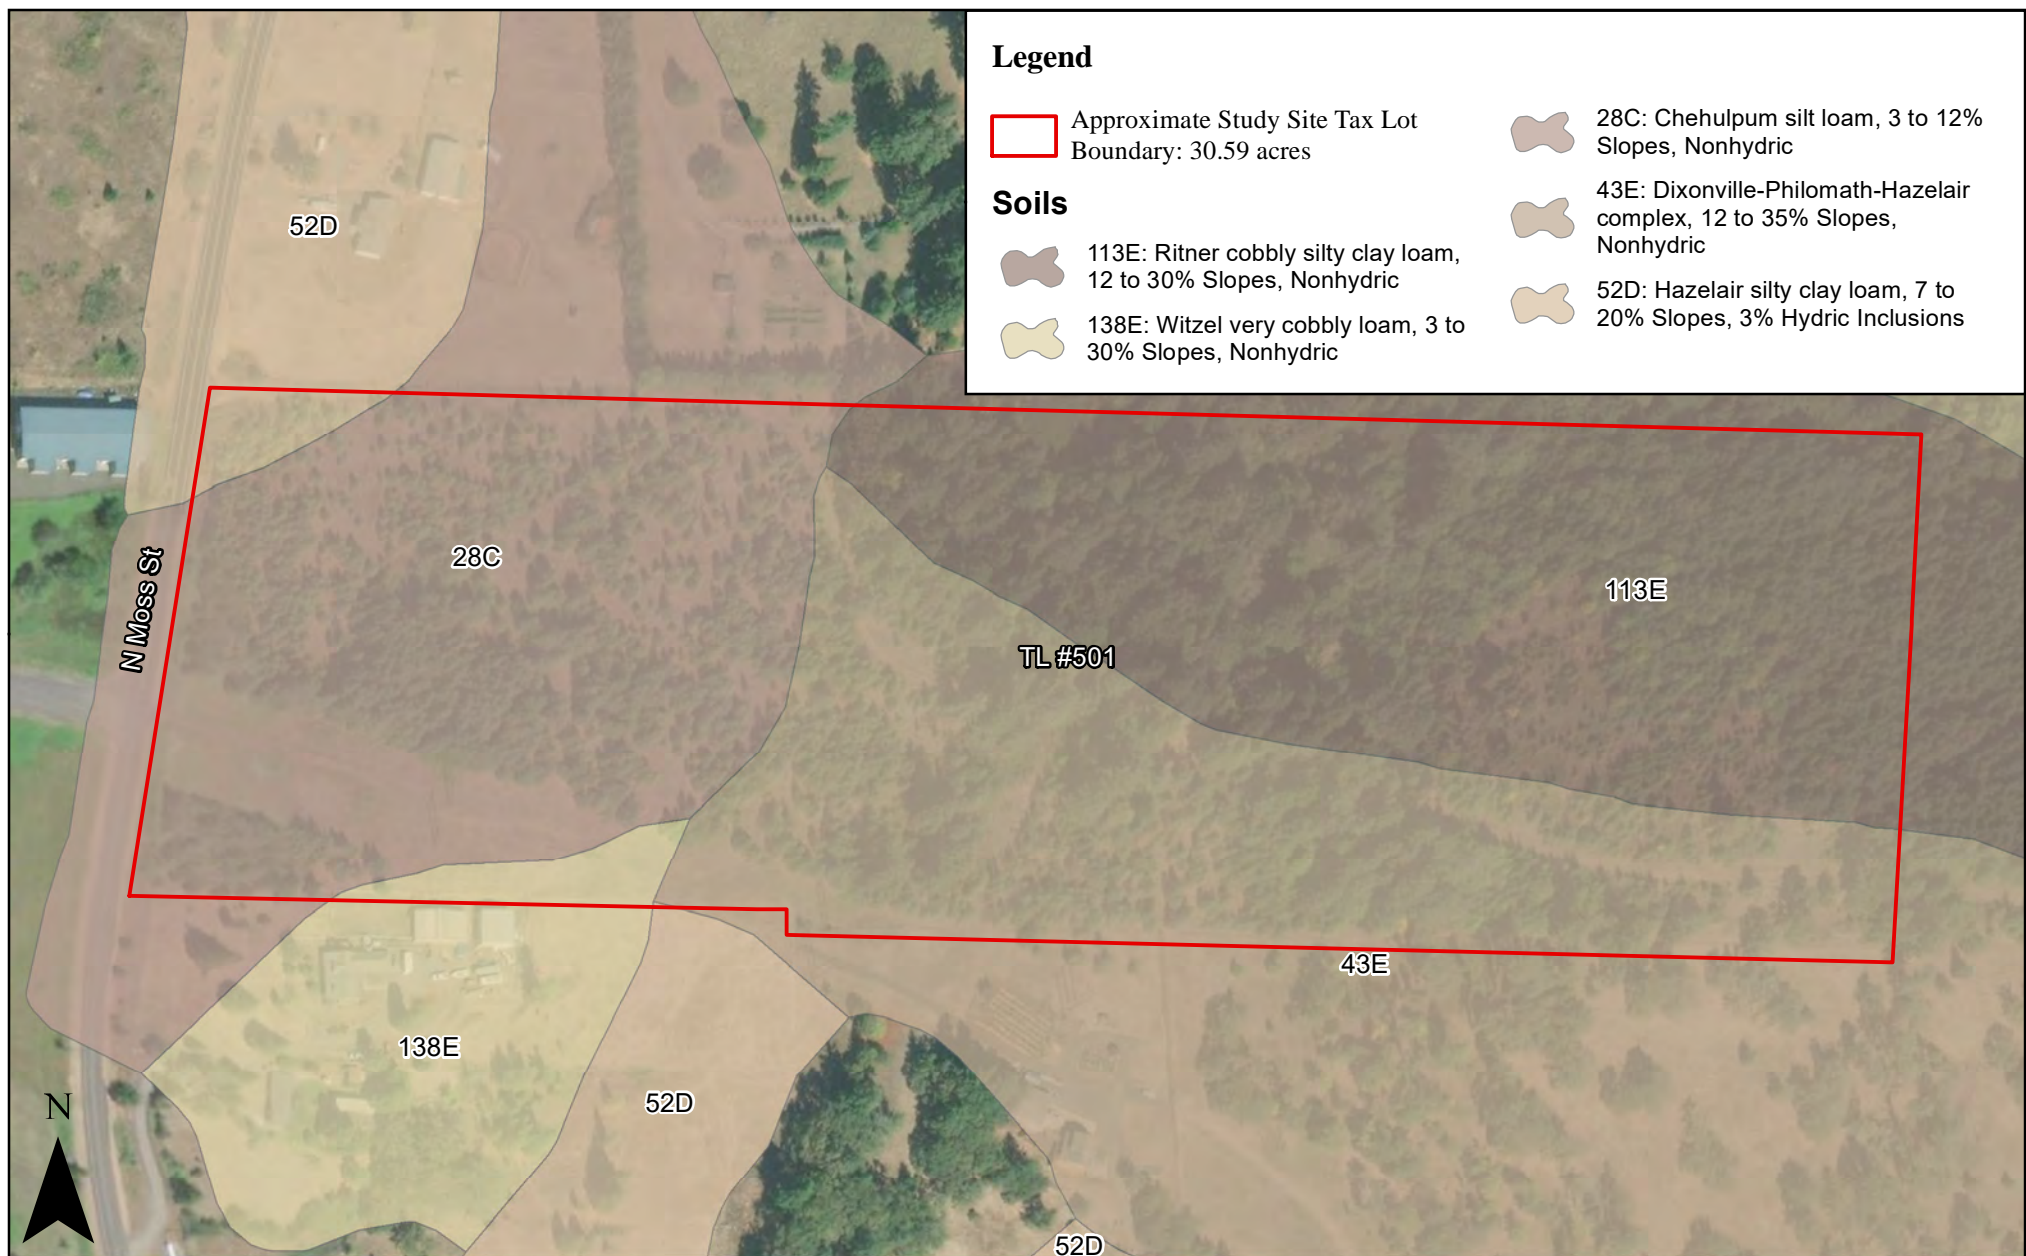 Legend
Approximate Study Site Tax Lot
Boundary: 30.59 acres
Soils
113E: Ritner cobbly silty clay loam,
12 to 30% Slopes, Nonhydric
138E: Witzel very cobbly loam, 3 to
30% Slopes, Nonhydric
28C: Chehulpum silt loam, 3 to 12%
Slopes, Nonhydric
43E: Dixonville-Philomath-Hazelair
complex, 12 to 35% Slopes,
Nonhydric
52D: Hazelair silty clay loam, 7 to
20% Slopes, 3% Hydric Inclusions
52D
28C
113E
N Moss St
TL #501
43E
138E
52D
N
52D